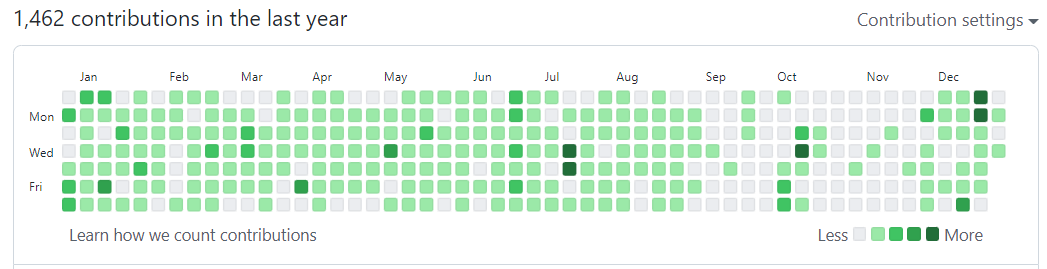 1,462 contributions in the last year
Contribution settings
Jan Feb Mar Apr May Jun Jul Aug Sep Oct Nov Dec
Mon
Wed
Fri
Learn how we count contributions
Less More